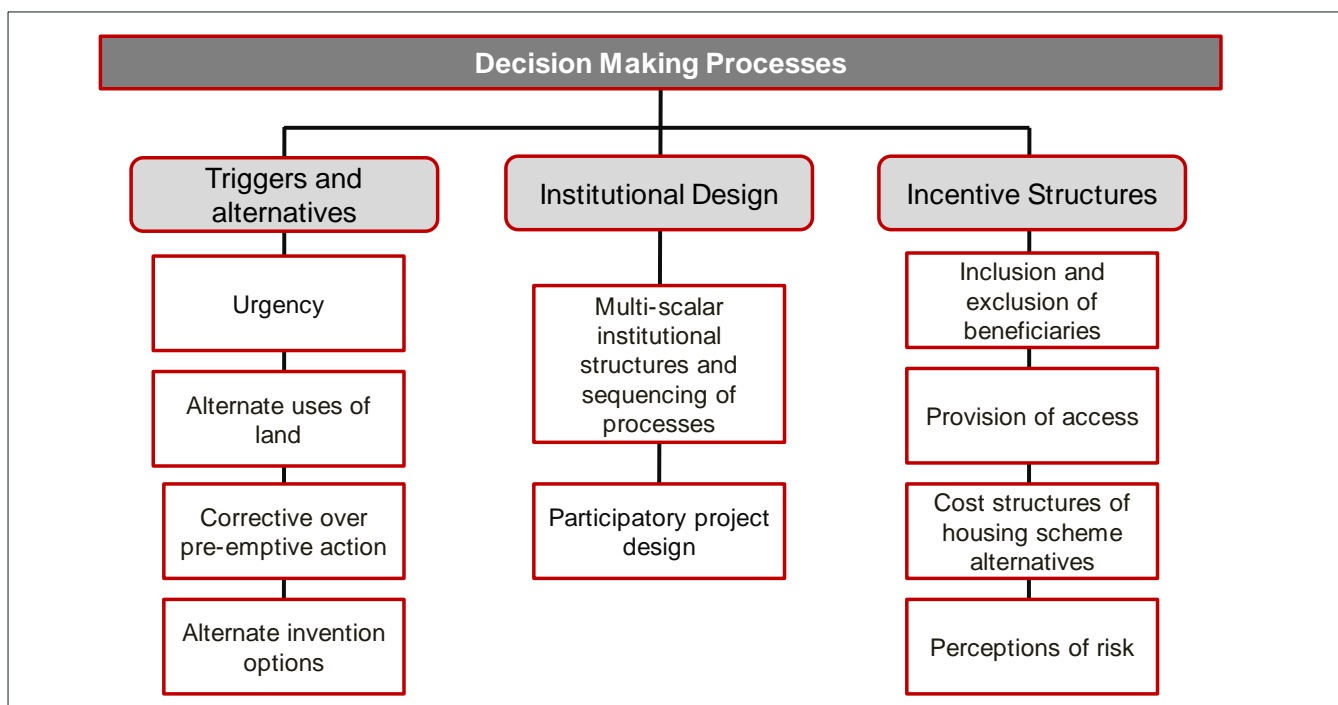 Decision Making Processes
Triggers and
alternatives
Urgency
Alternate uses of
land
Corrective over
pre-emptive action
Alternate invention
options
Institutional Design
Multi-scalar
institutional
structures and
sequencing of
processes
Participatory project
design
Incentive Structures
Inclusion and
exclusion of
beneficiaries
Provision of access
Cost structures of
housing scheme
alternatives
Perceptions of risk